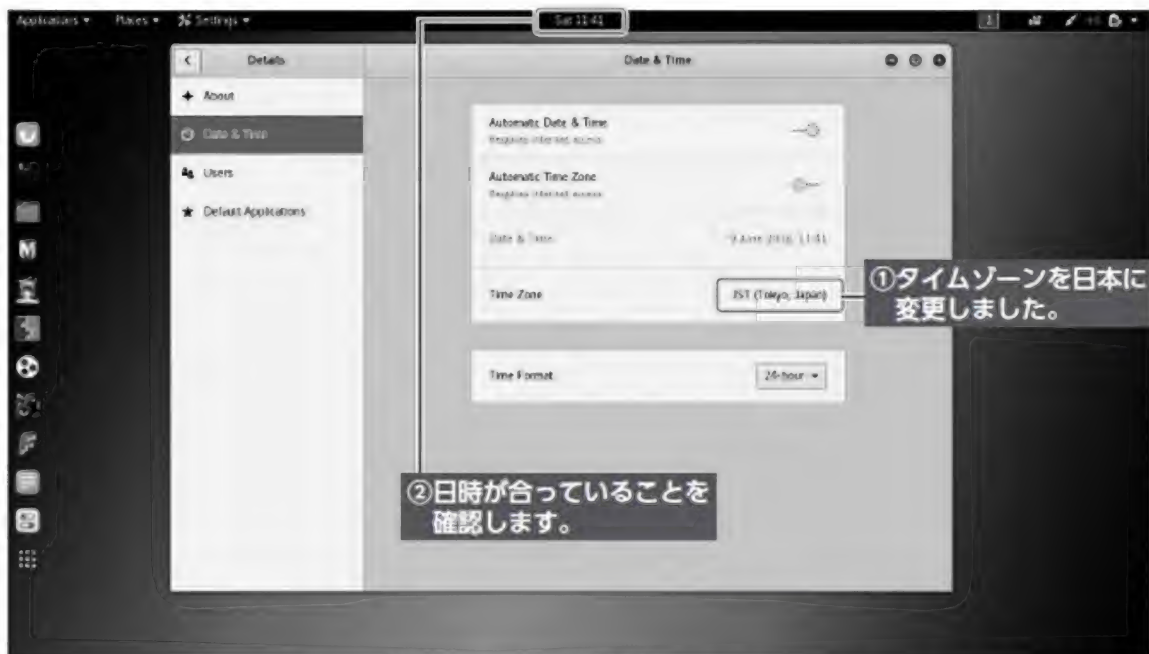 Applications Places Settings
Sat 11:41
1
Details
Date & Time
About
Date & Time
Users
Default Applications
Automatic Date & Time
Requires internet access
Automatic Time Zone
Requires internet access
Date & Time
11:41
Time Zone
JST (Tokyo, Japan)
Time Format
24-hour
①タイムゾーンを日本に
変更しました。
②日時が合っていることを
確認します。